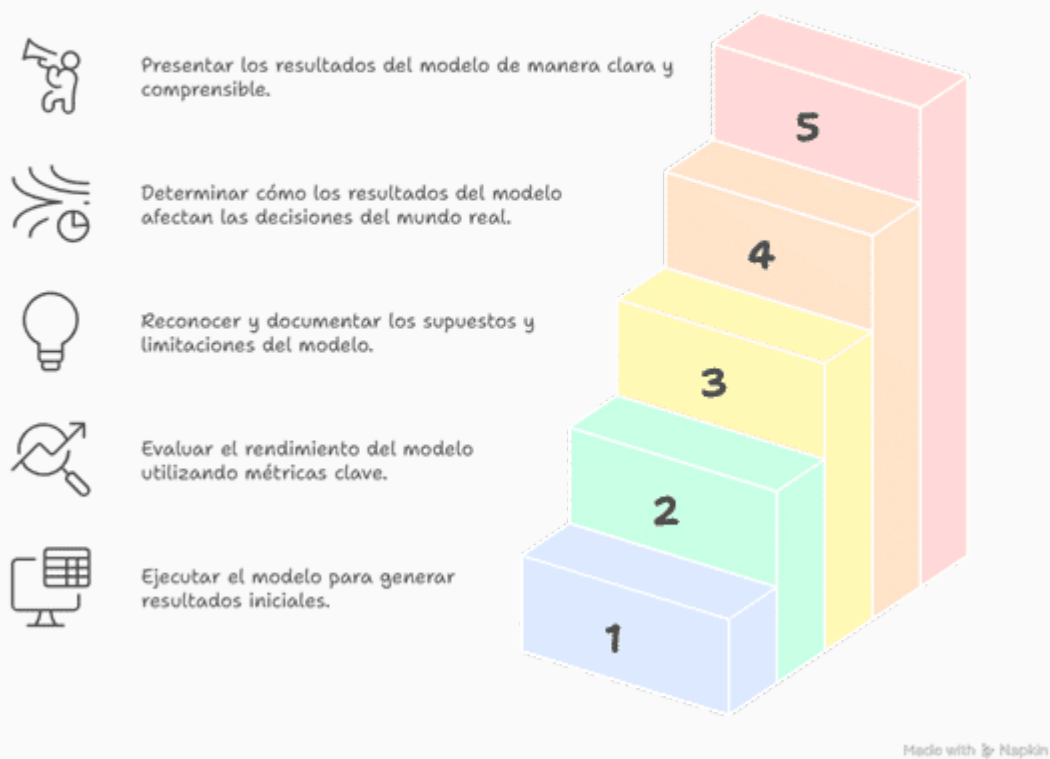 Presentar los resultados del modelo de manera clara y
comprensible.
5
Determinar cómo los resultados del modelo
afectan las decisiones del mundo real.
4
Reconocer y documentar los supuestos y
limitaciones del modelo.
3
Evaluar el rendimiento del modelo
utilizando métricas clave.
2
Ejecutar el modelo para generar
resultados iniciales.
1
Made with Napkin